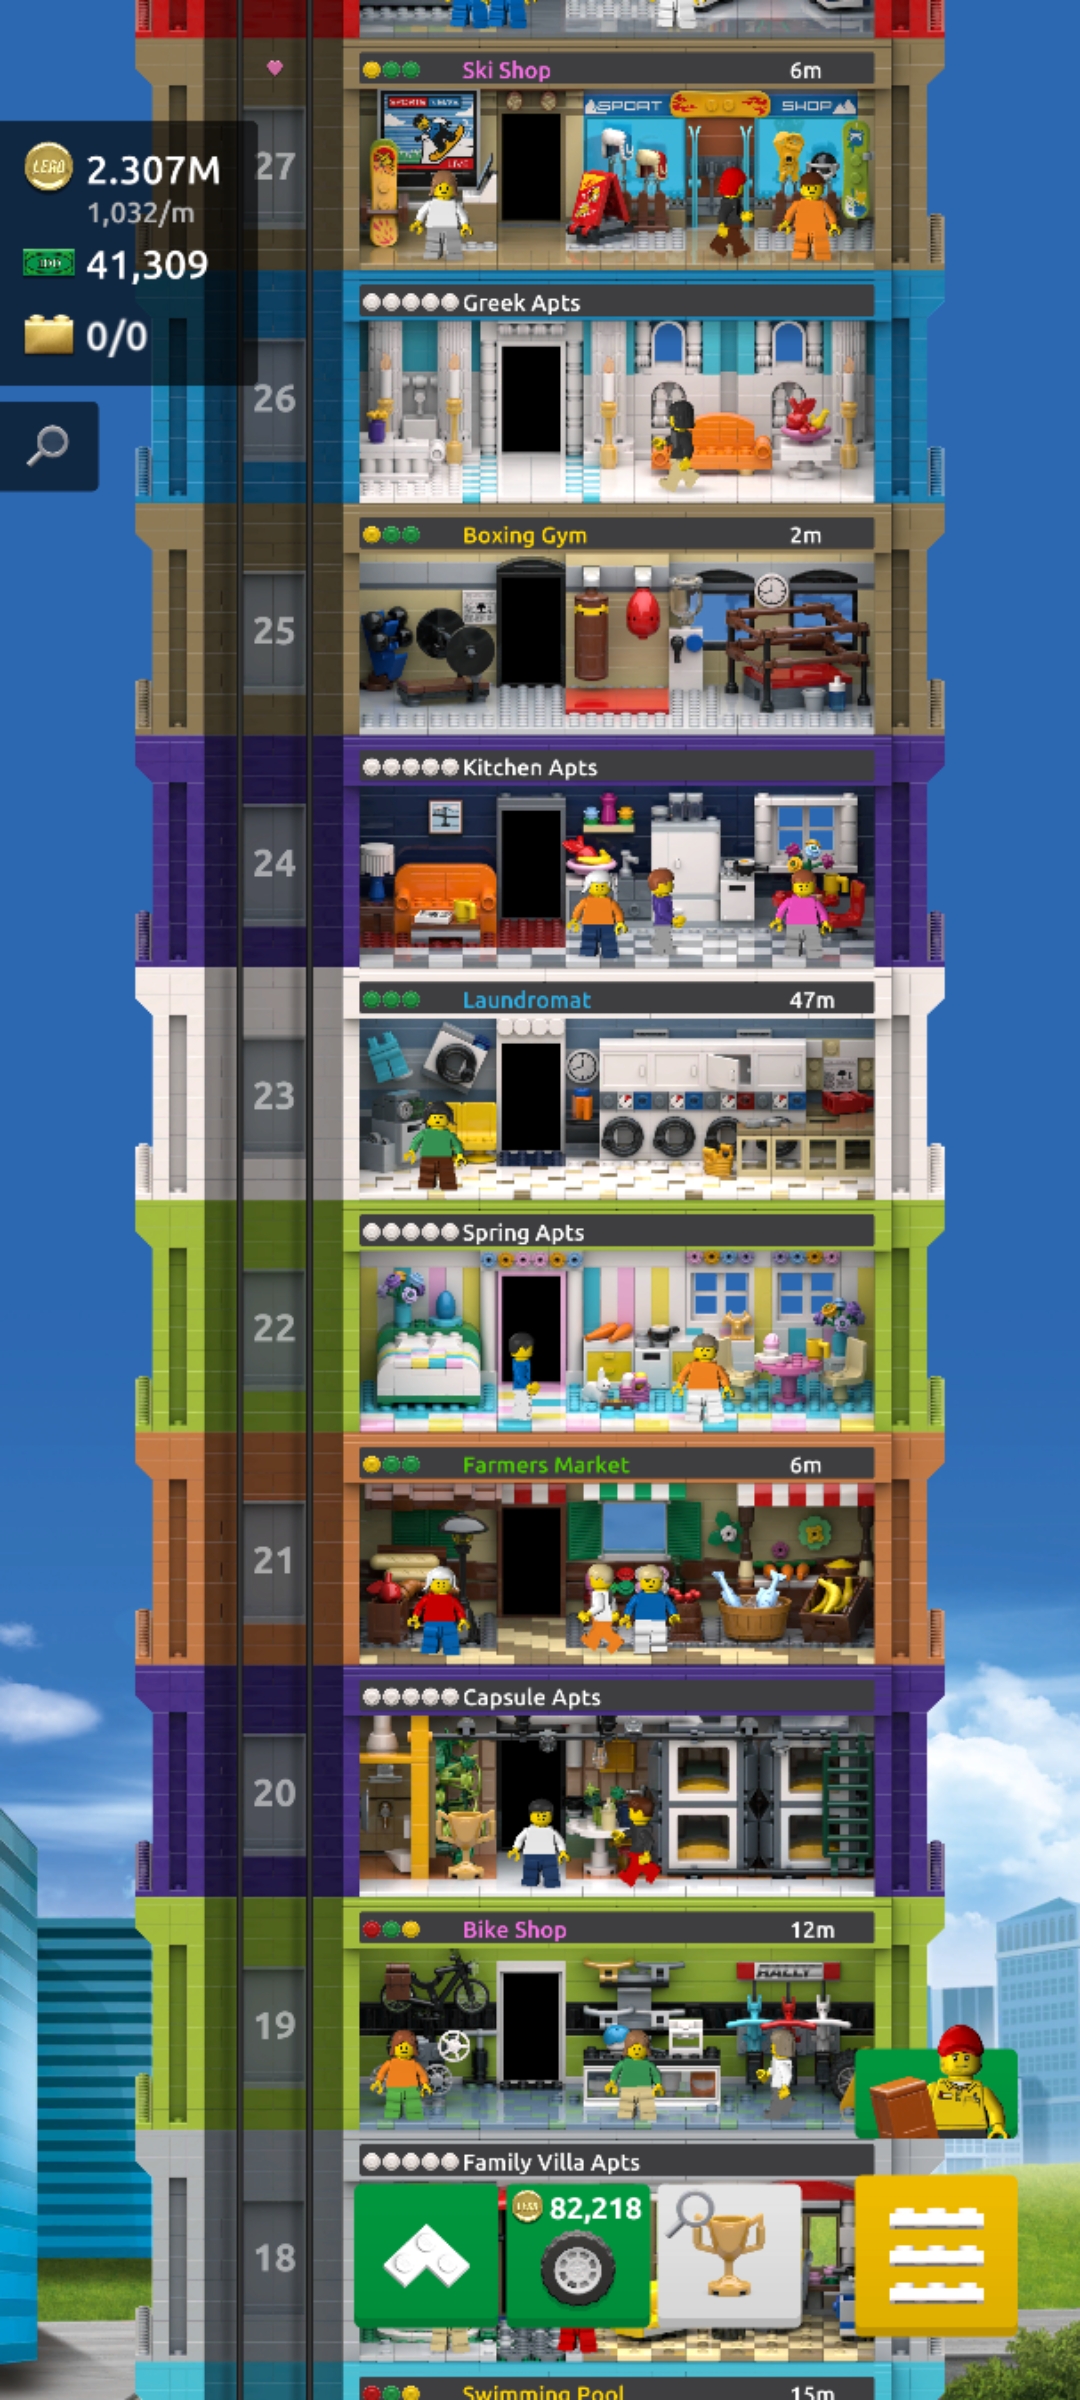 Ski Shop 6m
SPORT SHOP
LIVE
27
2.307M
1,032/m
41,309
0/0
Greek Apts
26
Boxing Gym 2m
25
Kitchen Apts
24
Laundromat 47m
23
Spring Apts
22
Farmers Market 6m
21
Capsule Apts
20
Bike Shop 12m
RALLY
19
Family Villa Apts
82,218
18
Swimming Pool 15m